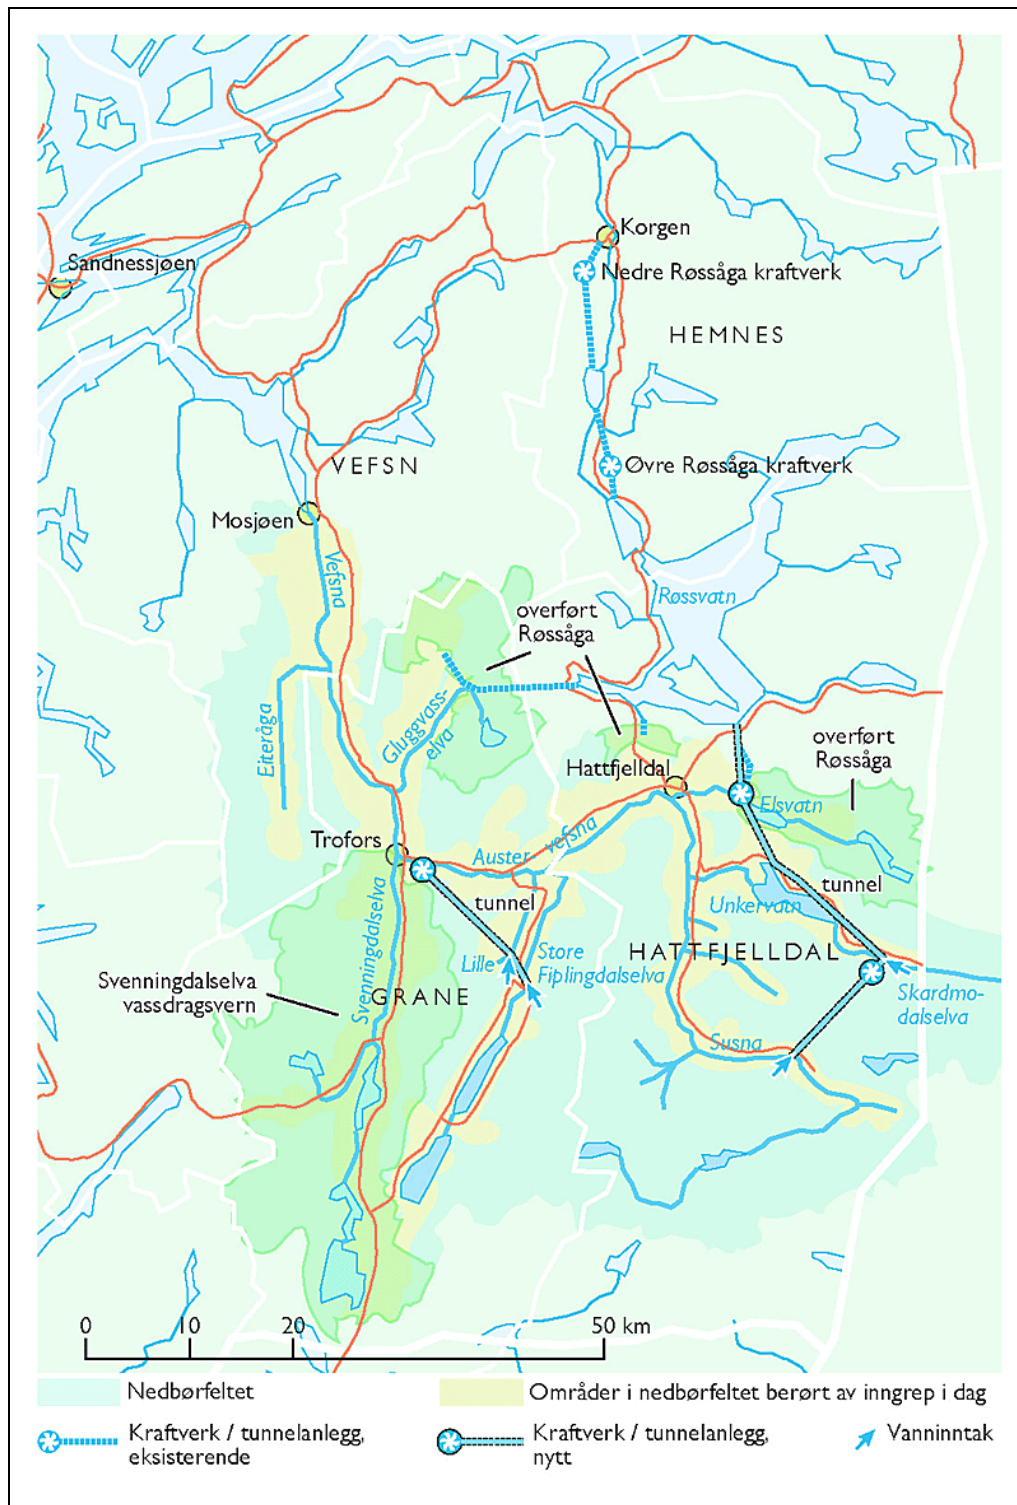 Korgen
Sandnessjøen
Nedre Røssåga kraftverk
HEMNES
VEFSN
Øvre Røssåga kraftverk
Mosjøen
Vefsna
Røssvatn
overført
Røssåga
Eiteråga
Gluggvass-
elva
overført
Røssåga
Hattfjelldal
Elsvatn
Trofors
Auster-
vefsna
tunnel
tunnel
Unkervatn
Svenningdalselva
Lille
Store
Fiplingdalselva
HATTFJELLDAL
Svenningdalselva
vassdragsvern
GRANE
Skardmo-
dalselva
Susna
0 10 20 50 km
Nedbørfeltet
Områder i nedbørfeltet berørt av inngrep i dag
Kraftverk / tunnelanlegg,
eksisterende
Kraftverk / tunnelanlegg,
nytt
Vanninntak